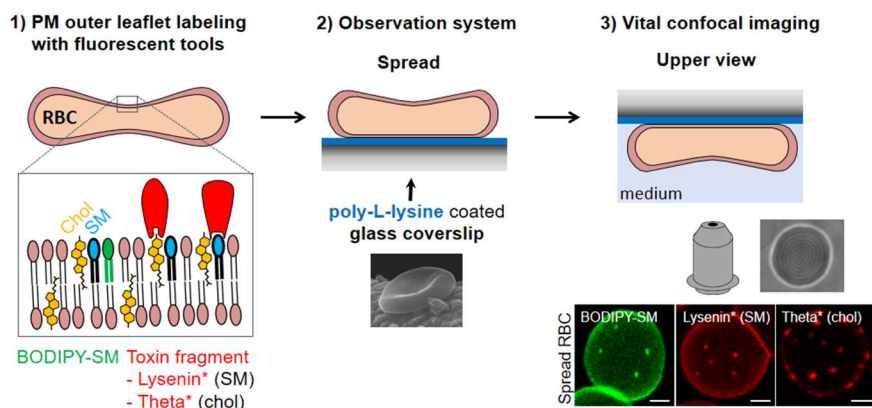 1) PM outer leaflet labeling
with fluorescent tools
RBC
Chol
SM
BODIPY-SM Toxin fragment
- Lysenin* (SM)
- Theta* (chol)
2) Observation system
Spread
poly-L-lysine coated
glass coverslip
3) Vital confocal imaging
Upper view
medium
Spread RBC
BODIPY-SM
Lysenin* (SM)
Theta* (chol)